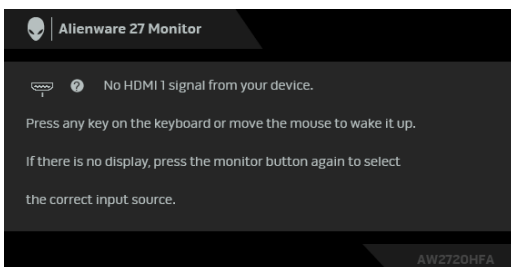 Alienware 27 Monitor
No HDMI 1 signal from your device.
Press any key on the keyboard or move the mouse to wake it up.
If there is no display, press the monitor button again to select
the correct input source.
AW2720HFA